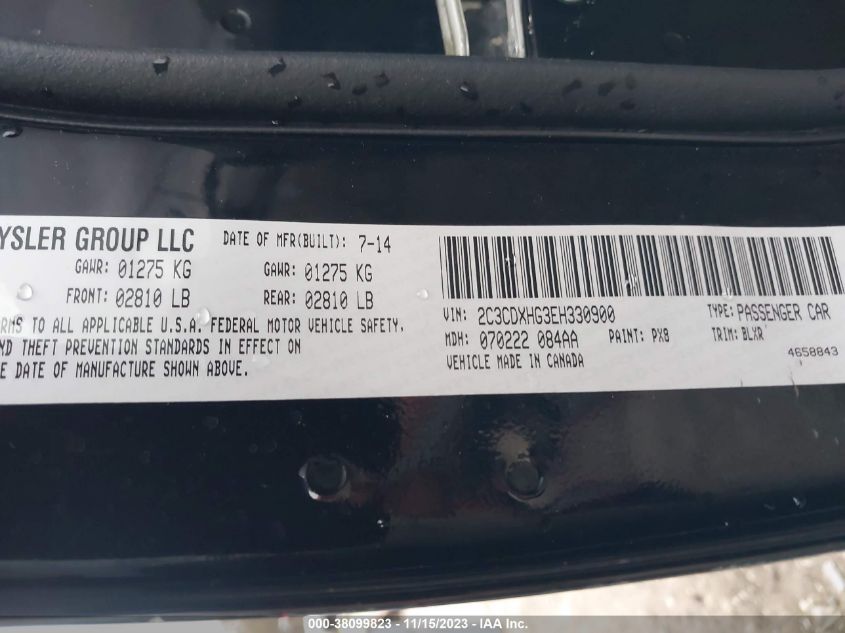 YSLER GROUP LLC DATE OF MFR(BUILT): 7-14
GAWR: 01275 KG GAWR: 01275 KG
FRONT: 02810 LB REAR: 02810 LB
RMS TO ALL APPLICABLE U.S.A. FEDERAL MOTOR VEHICLE SAFETY,
ND THEFT PREVENTION STANDARDS IN EFFECT ON
E DATE OF MANUFACTURE SHOWN ABOVE.
VIN: 2C3CDXHG3EH330900 TYPE: PASSENGER CAR
MDH: 070222 084AA PAINT: PX8 TRIM: BLXR
VEHICLE MADE IN CANADA 4658843
000-38099823 — 11/15/2023 — IAA Inc.